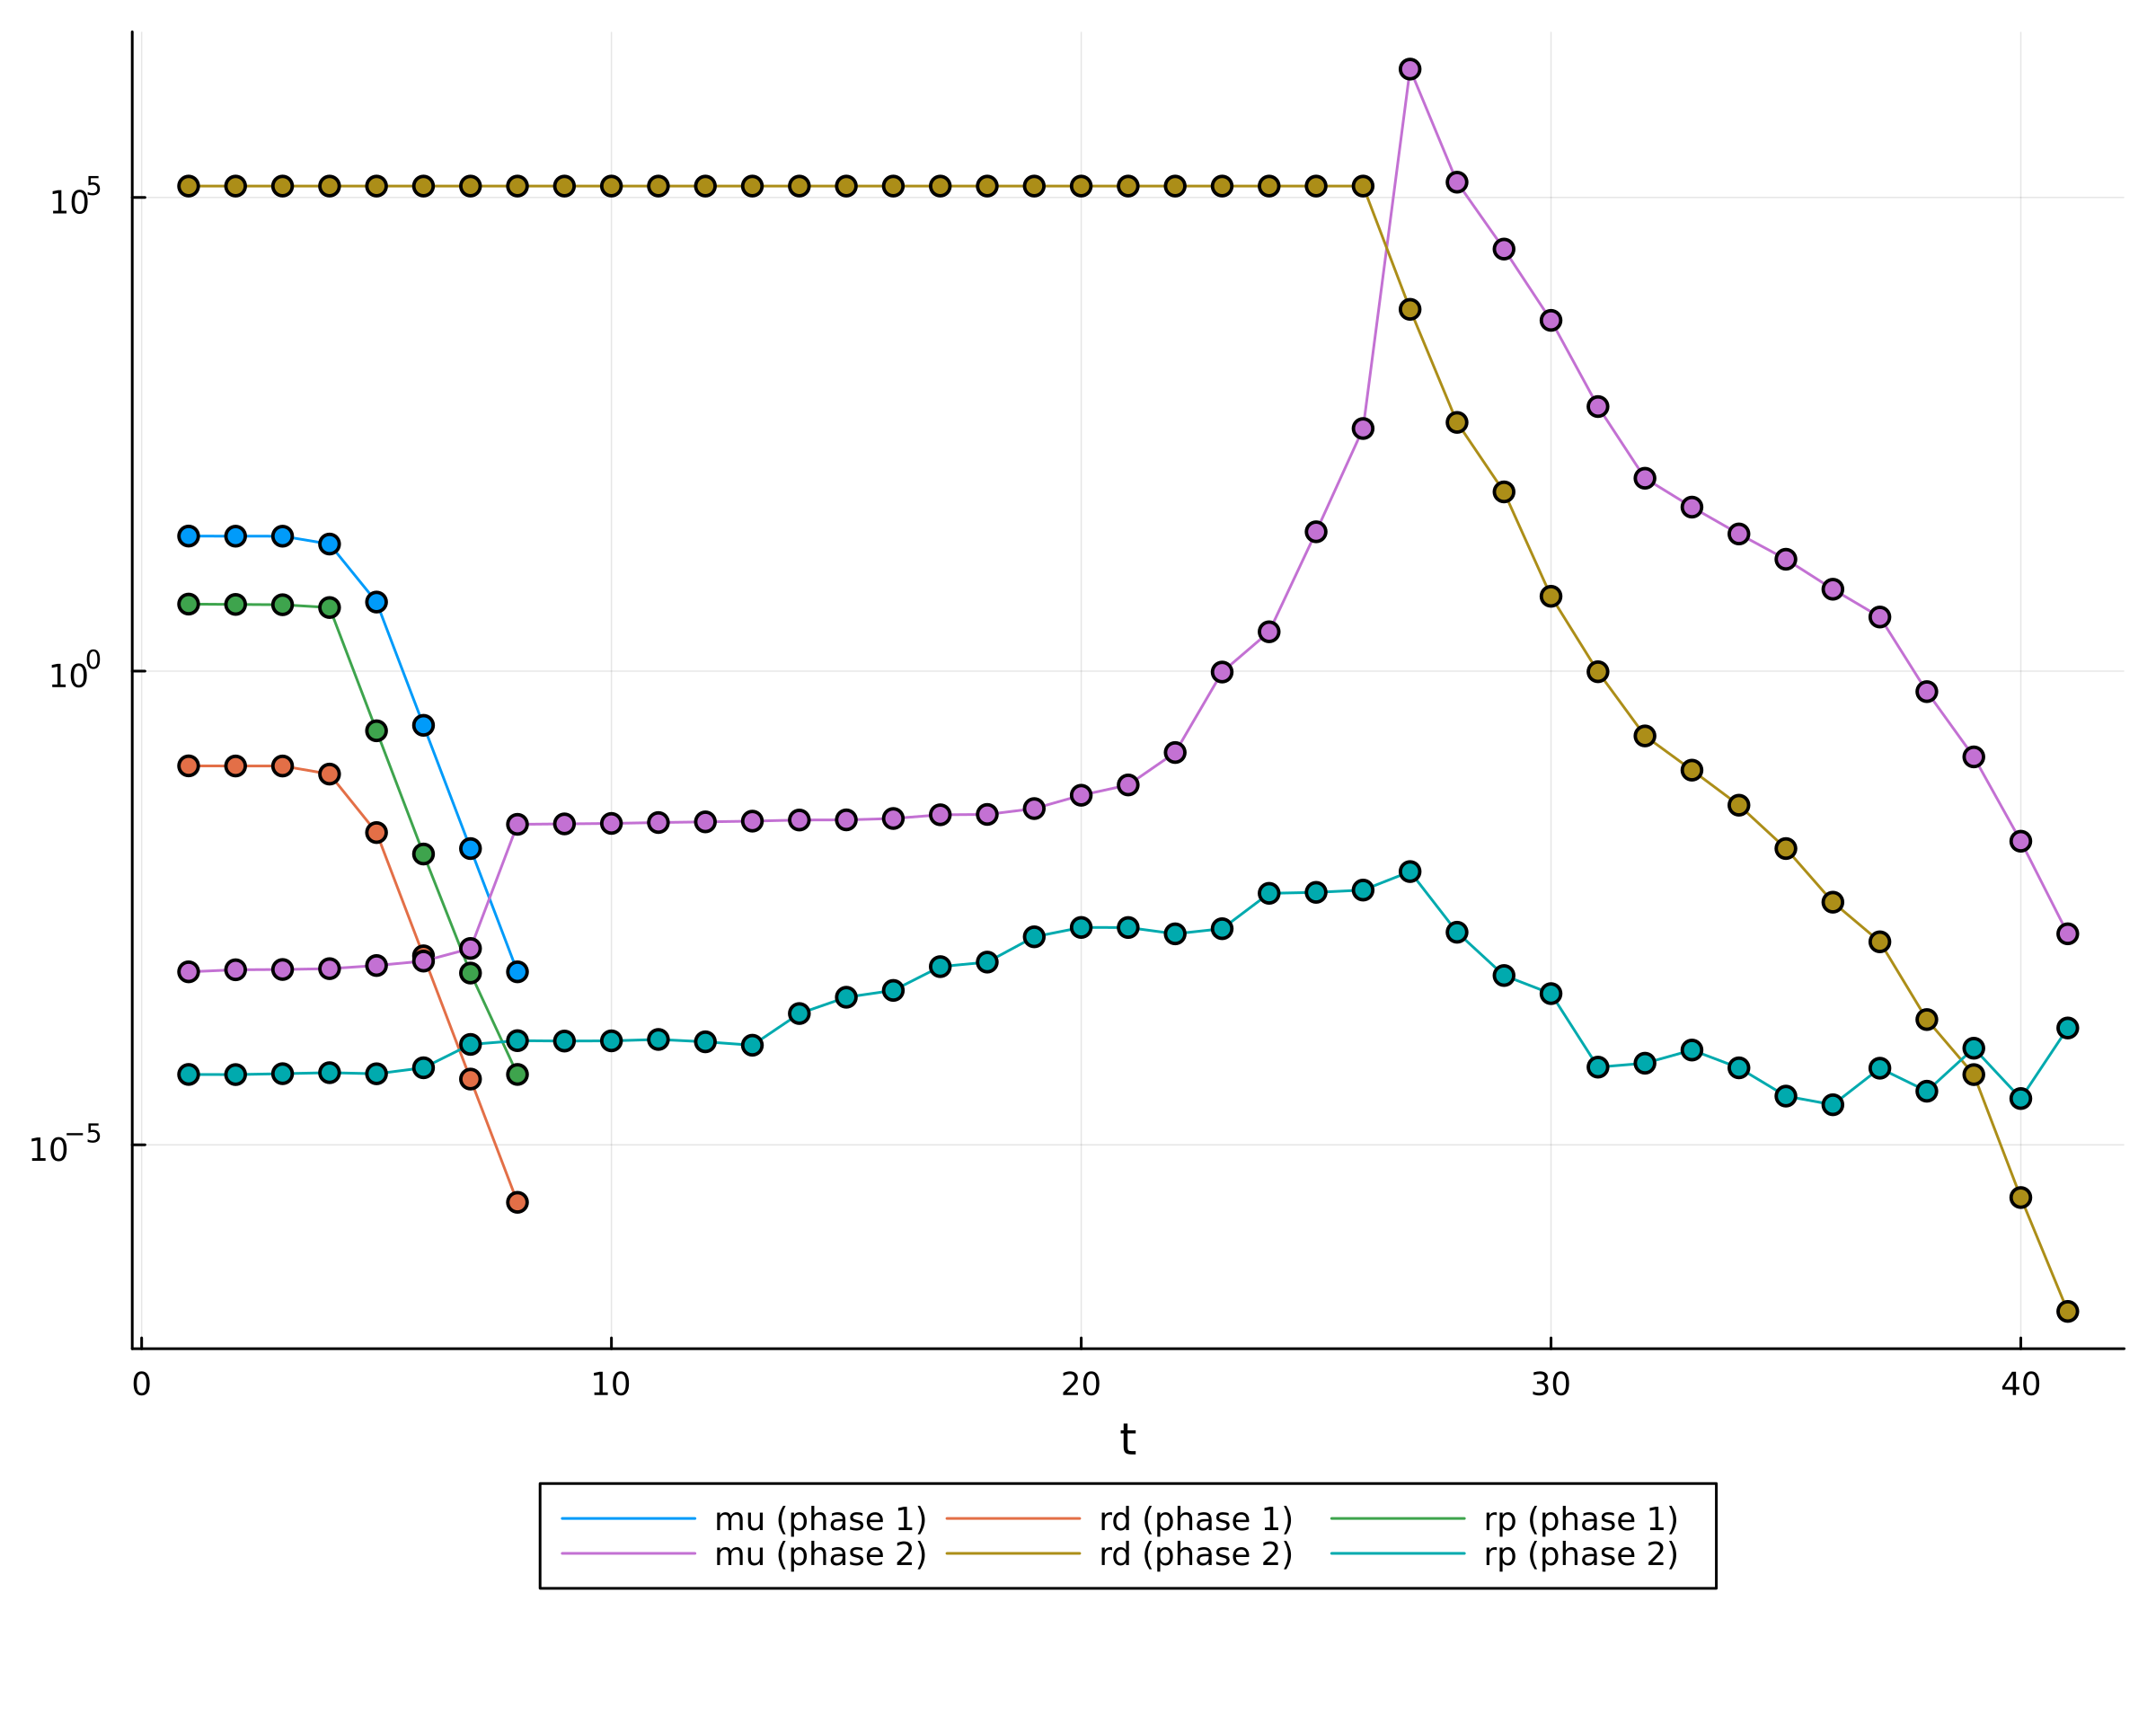 10^5
10^0
10^−5
0 10 20 30 40
t
mu (phase 1) rd (phase 1) rp (phase 1)
mu (phase 2) rd (phase 2) rp (phase 2)